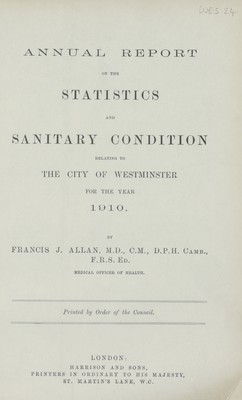 WES 24
ANNUAL REPORT
OF THE
STATISTICS
AND
SANITARY CONDITION
RELATING TO
THE CITY OF WESTMINSTER
FOR THE YEAR
1910.
BY
FRANCIS J. ALLAN, M.D., C.M., D.P.H. CAMB.,
F.R.S. ED.
MEDICAL OFFICER OF HEALTH.
Printed by Order of the Council.
LONDON:
HARRISON AND SONS,
PRINTERS IN ORDINARY TO HIS MAJESTY,
ST. MARTIN'S LANE, W.C.